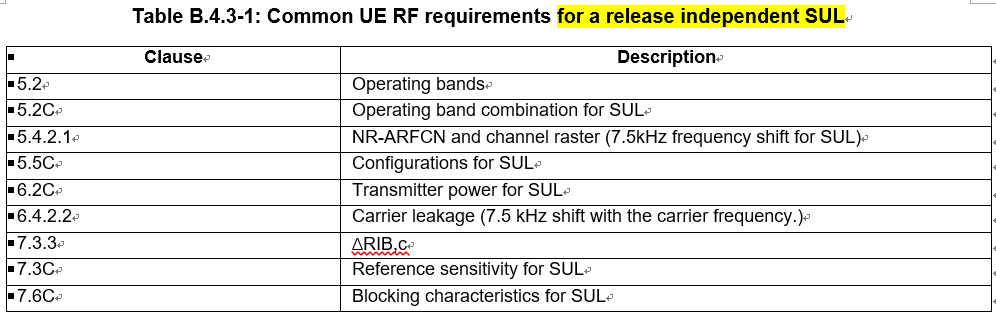 Table B.4.3-1: Common UE RF requirements for a release independent SUL
Clause Description
5.2 Operating bands
5.2C Operating band combination for SUL
5.4.2.1 NR-ARFCN and channel raster (7.5kHz frequency shift for SUL)
5.5C Configurations for SUL
6.2C Transmitter power for SUL
6.4.2.2 Carrier leakage (7.5 kHz shift with the carrier frequency.)
7.3.3 ΔRIB,c
7.3C Reference sensitivity for SUL
7.6C Blocking characteristics for SUL